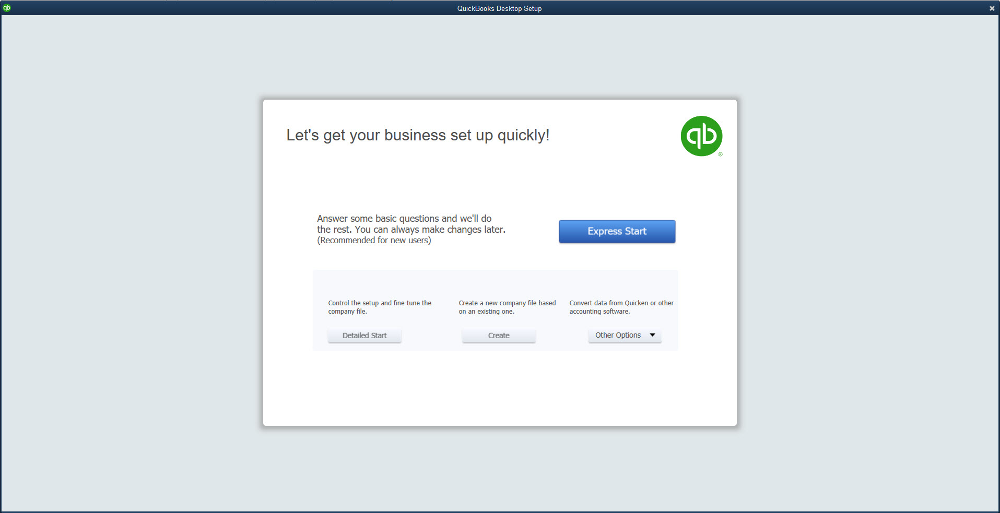 QuickBooks Desktop Setup
Let's get your business set up quickly!
qb
®
Answer some basic questions and we'll do
the rest. You can always make changes later.
(Recommended for new users)
Express Start
Control the setup and fine-tune the
company file.
Detailed Start
Create a new company file based
on an existing one.
Create
Convert data from Quicken or other
accounting software.
Other Options